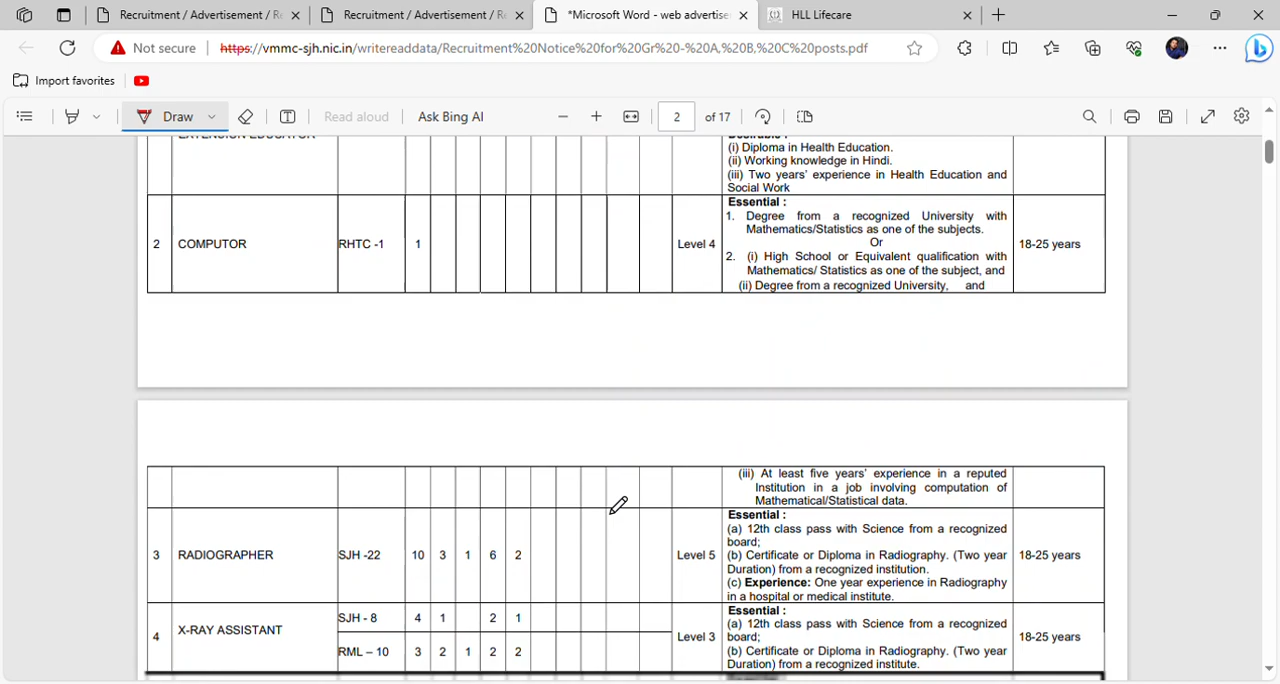 Recruitment / Advertisement / Re
Recruitment / Advertisement / Re
*Microsoft Word - web advertise
HLL Lifecare
Not secure
https://vmmc-sjh.nic.in/writereaddata/Recruitment%20Notice%20for%20Gr%20-%20A,%20B,%20C%20posts.pdf
Import favorites
Draw
Read aloud
Ask Bing AI
2 of 17
EXTENSION EDUCATOR
Desirable :
(i) Diploma in Health Education.
(ii) Working knowledge in Hindi.
(iii) Two years' experience in Health Education and
Social Work
2 COMPUTOR RHTC -1 1 Level 4
Essential :
1. Degree from a recognized University with
Mathematics/Statistics as one of the subjects.
Or
2. (i) High School or Equivalent qualification with
Mathematics/ Statistics as one of the subject, and
(ii) Degree from a recognized University, and
18-25 years
(iii) At least five years' experience in a reputed
Institution in a job involving computation of
Mathematical/Statistical data.
3 RADIOGRAPHER SJH -22 10 3 1 6 2 Level 5
Essential :
(a) 12th class pass with Science from a recognized
board;
(b) Certificate or Diploma in Radiography. (Two year
Duration) from a recognized institution.
(c) Experience: One year experience in Radiography
in a hospital or medical institute.
18-25 years
4 X-RAY ASSISTANT
SJH - 8 4 1 2 1
RML – 10 3 2 1 2 2
Level 3
Essential :
(a) 12th class pass with Science from a recognized
board;
(b) Certificate or Diploma in Radiography. (Two year
Duration) from a recognized institute.
18-25 years